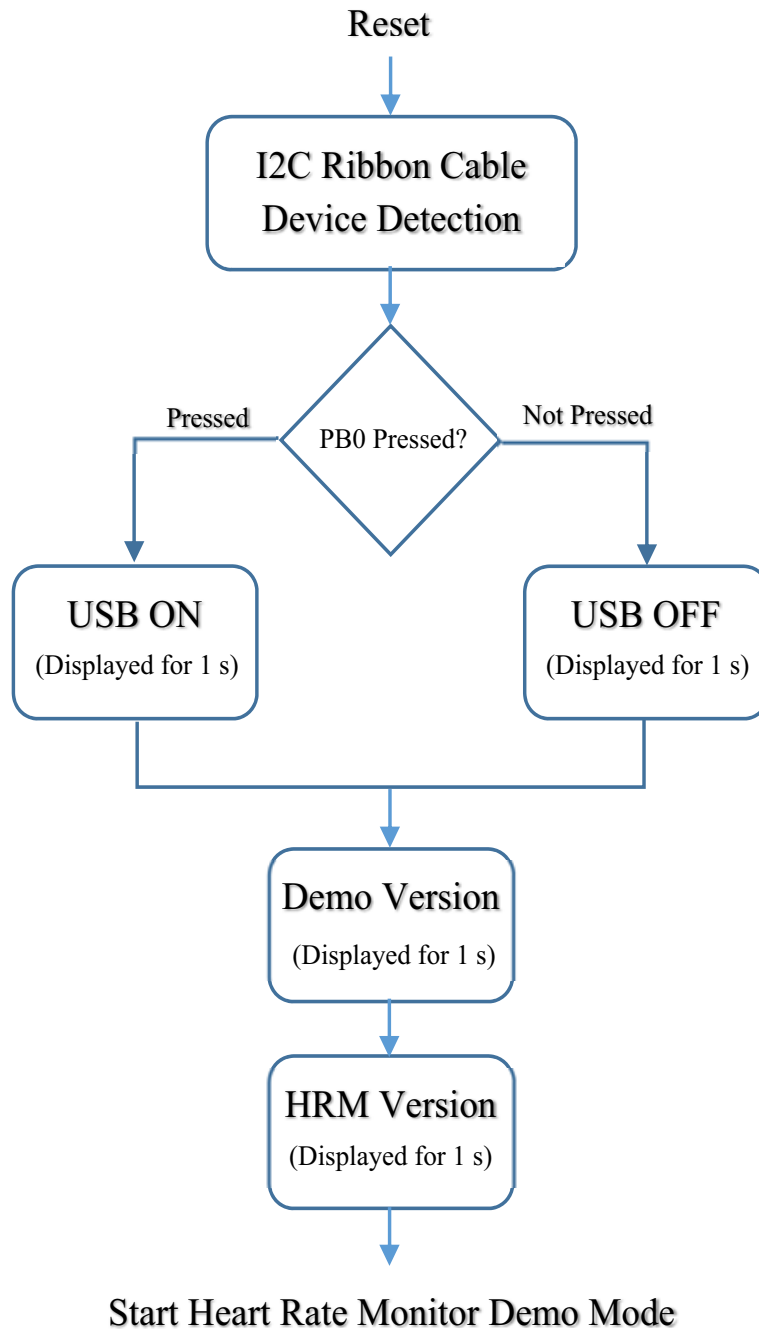 Reset
I2C Ribbon Cable
Device Detection
Pressed
Not Pressed
PB0 Pressed?
USB ON
(Displayed for 1 s)
USB OFF
(Displayed for 1 s)
Demo Version
(Displayed for 1 s)
HRM Version
(Displayed for 1 s)
Start Heart Rate Monitor Demo Mode